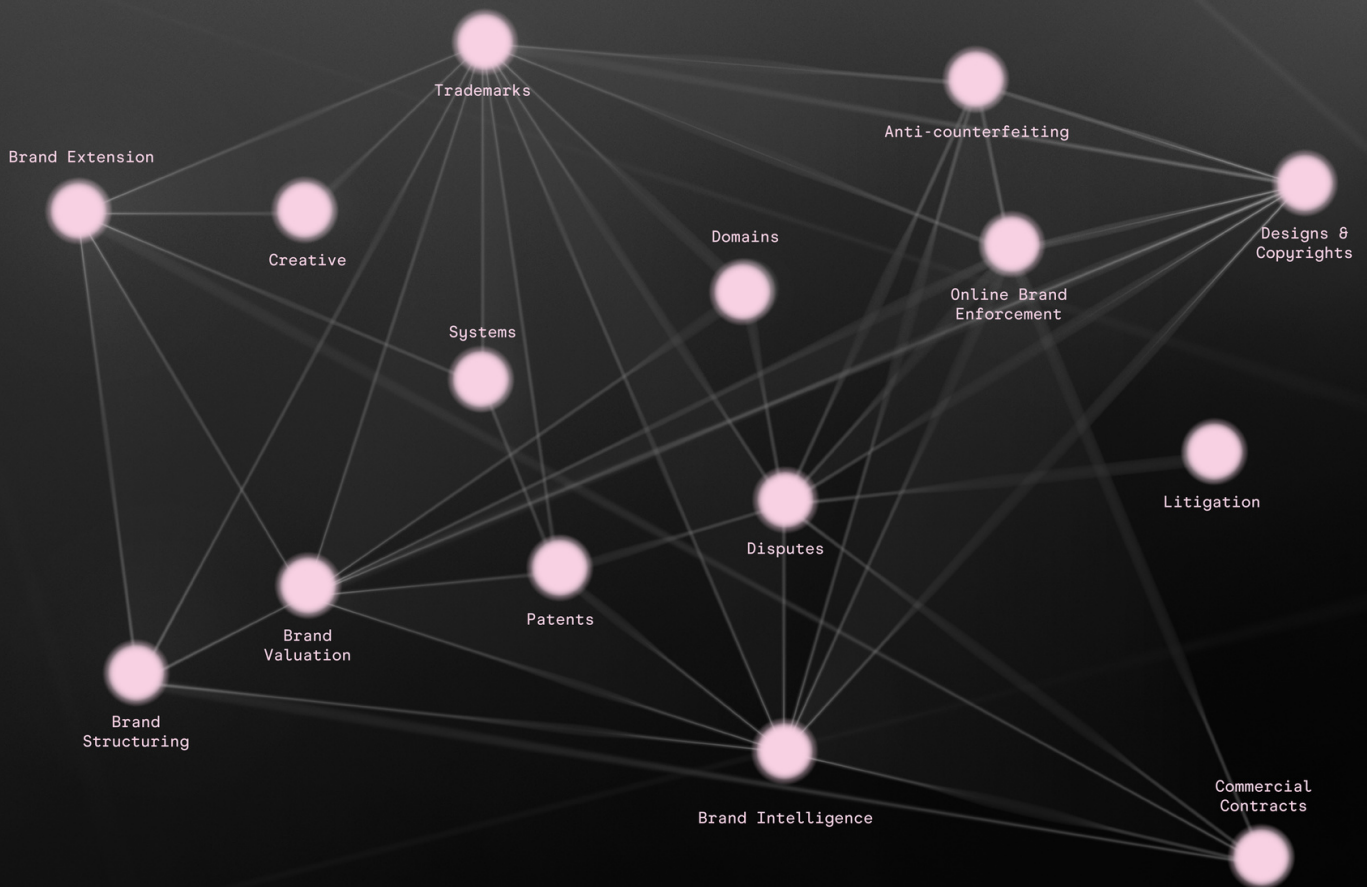 Trademarks
Anti-counterfeiting
Brand Extension
Designs &
Copyrights
Domains
Creative
Online Brand
Enforcement
Systems
Litigation
Disputes
Patents
Brand
Valuation
Brand
Structuring
Commercial
Contracts
Brand Intelligence